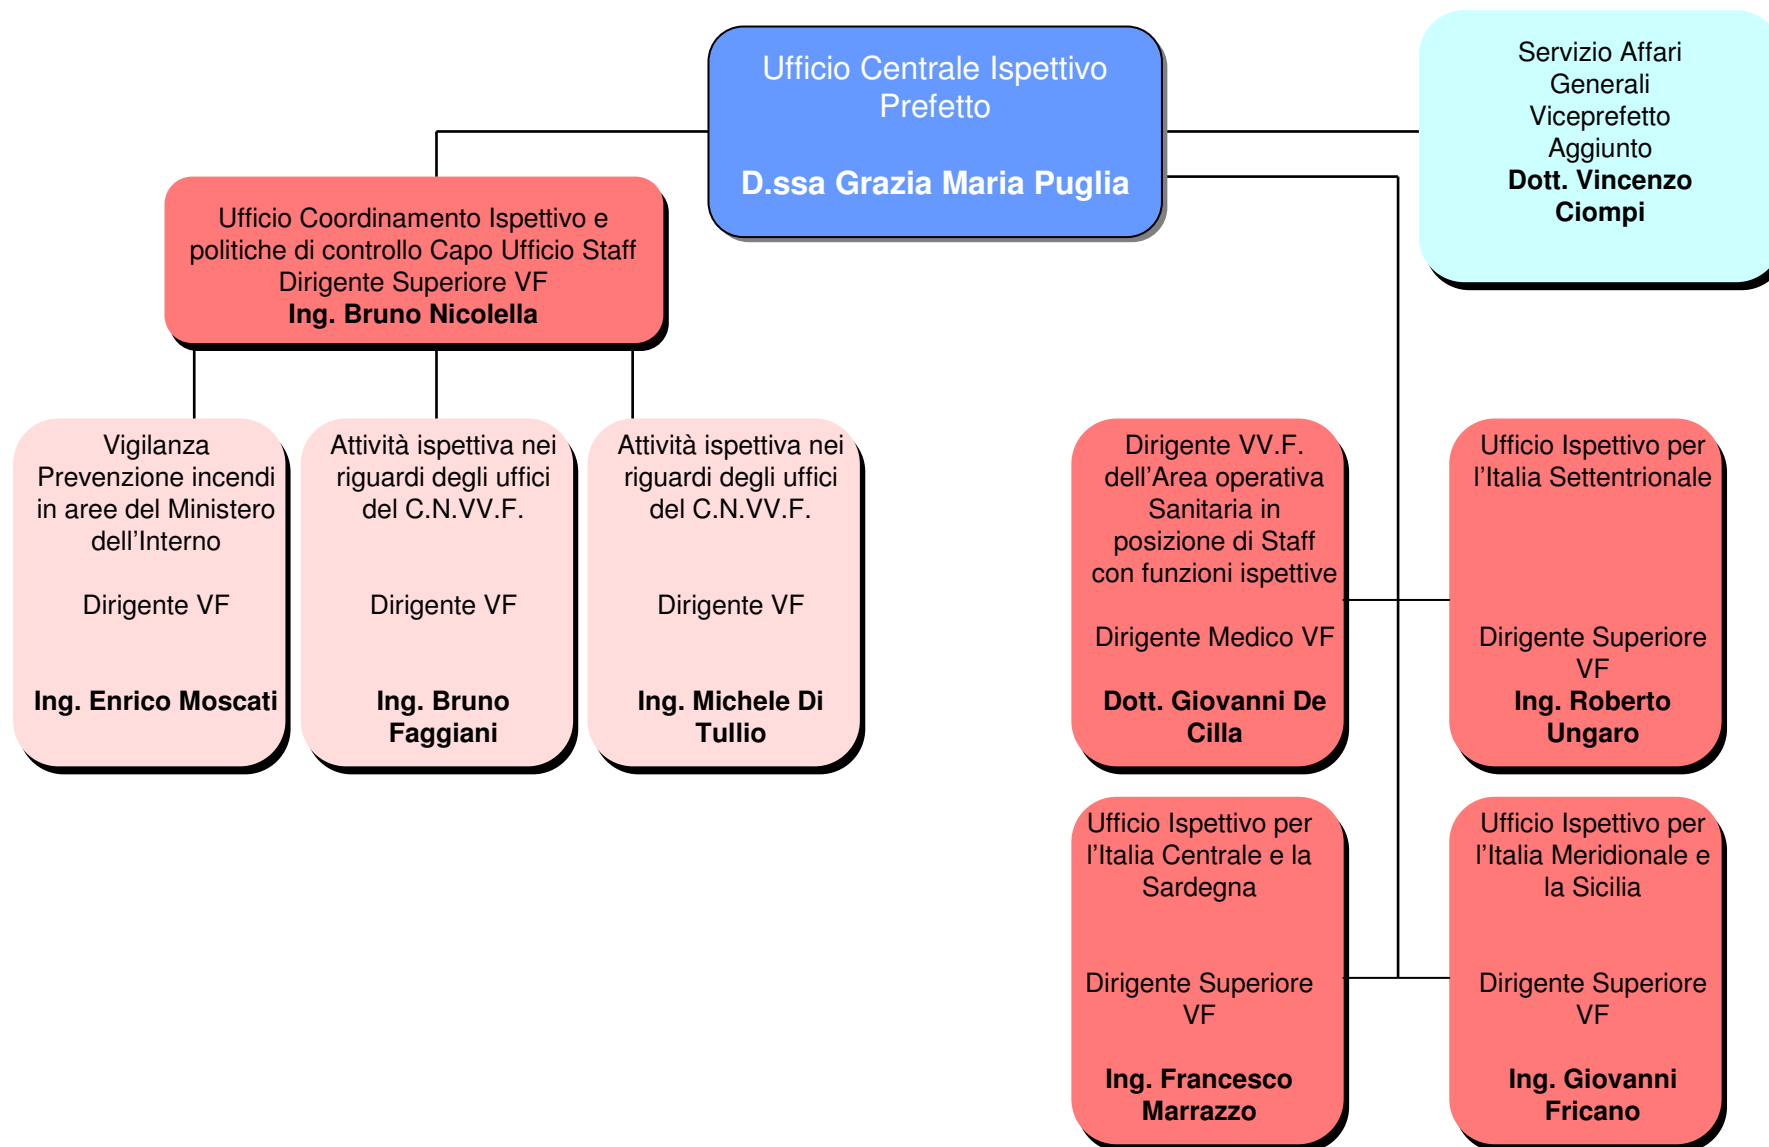 Ufficio Centrale Ispettivo
Prefetto
D.ssa Grazia Maria Puglia
Servizio Affari
Generali
Viceprefetto
Aggiunto
Dott. Vincenzo
Ciompi
Ufficio Coordinamento Ispettivo e
politiche di controllo Capo Ufficio Staff
Dirigente Superiore VF
Ing. Bruno Nicolella
Vigilanza
Prevenzione incendi
in aree del Ministero
dell'Interno
Dirigente VF
Ing. Enrico Moscati
Attività ispettiva nei
riguardi degli uffici
del C.N.VV.F.
Dirigente VF
Ing. Bruno
Faggiani
Attività ispettiva nei
riguardi degli uffici
del C.N.VV.F.
Dirigente VF
Ing. Michele Di
Tullio
Dirigente VV.F.
dell'Area operativa
Sanitaria in
posizione di Staff
con funzioni ispettive
Dirigente Medico VF
Dott. Giovanni De
Cilla
Ufficio Ispettivo per
l'Italia Settentrionale
Dirigente Superiore
VF
Ing. Roberto
Ungaro
Ufficio Ispettivo per
l'Italia Centrale e la
Sardegna
Dirigente Superiore
VF
Ing. Francesco
Marrazzo
Ufficio Ispettivo per
l'Italia Meridionale e
la Sicilia
Dirigente Superiore
VF
Ing. Giovanni
Fricano